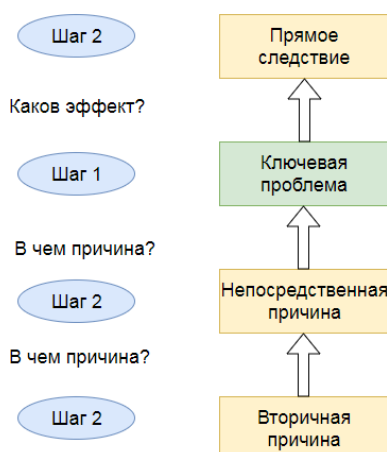 Шаг 2
Прямое
следствие
Каков эффект?
Шаг 1
Ключевая
проблема
В чем причина?
Шаг 2
Непосредственная
причина
В чем причина?
Шаг 2
Вторичная
причина